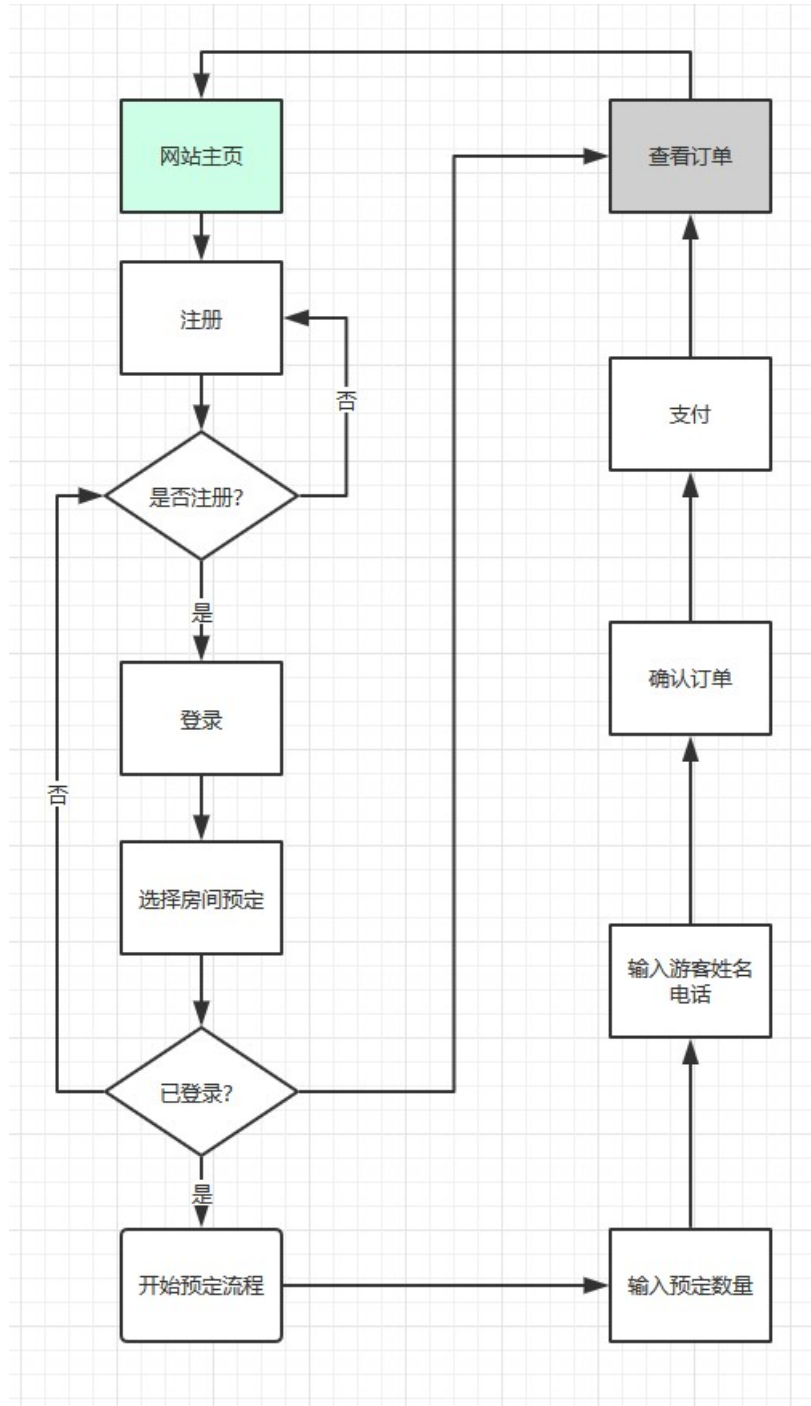 网站主页
查看订单
注册
否
支付
是否注册?
是
确认订单
登录
否
选择房间预定
输入游客姓名
电话
已登录?
是
开始预定流程
输入预定数量